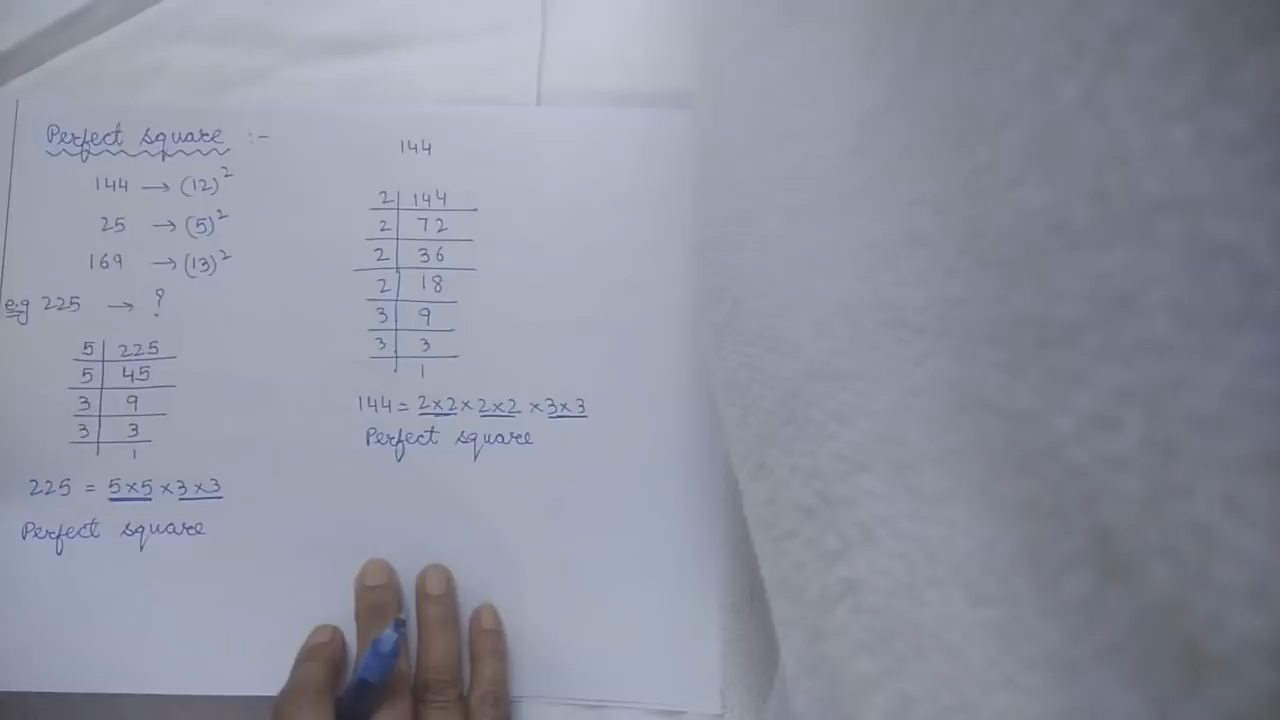 Perfect square :-
144 → (12)²
25 → (5)²
169 → (13)²
e.g 225 → ?
5 | 225
5 | 45
3 | 9
3 | 3
1
225 = 5×5 × 3×3
Perfect square
144
2 | 144
2 | 72
2 | 36
2 | 18
3 | 9
3 | 3
1
144 = 2×2 × 2×2 × 3×3
Perfect square